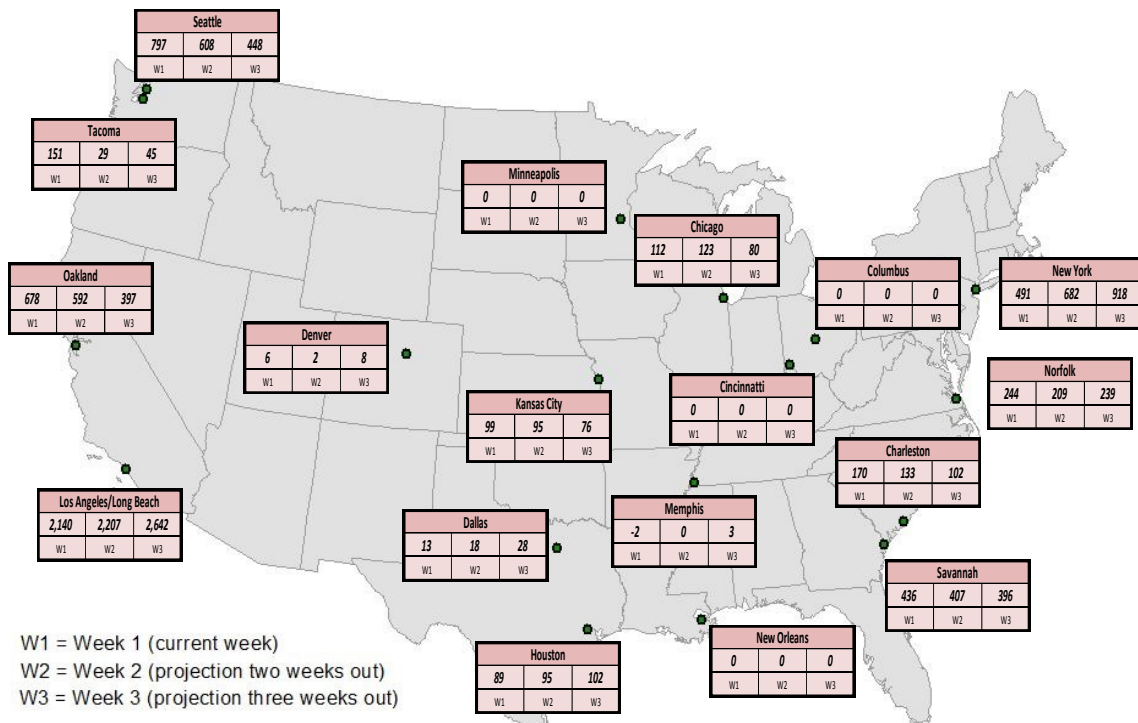 Seattle
797 608 448
W1 W2 W3
Tacoma
151 29 45
W1 W2 W3
Minneapolis
0 0 0
W1 W2 W3
Chicago
112 123 80
W1 W2 W3
Oakland
678 592 397
W1 W2 W3
Columbus
0 0 0
W1 W2 W3
New York
491 682 918
W1 W2 W3
Denver
6 2 8
W1 W2 W3
Cincinnatti
0 0 0
W1 W2 W3
Norfolk
244 209 239
W1 W2 W3
Kansas City
99 95 76
W1 W2 W3
Charleston
170 133 102
W1 W2 W3
Los Angeles/Long Beach
2,140 2,207 2,642
W1 W2 W3
Dallas
13 18 28
W1 W2 W3
Memphis
-2 0 3
W1 W2 W3
Savannah
436 407 396
W1 W2 W3
New Orleans
0 0 0
W1 W2 W3
Houston
89 95 102
W1 W2 W3
W1 = Week 1 (current week)
W2 = Week 2 (projection two weeks out)
W3 = Week 3 (projection three weeks out)